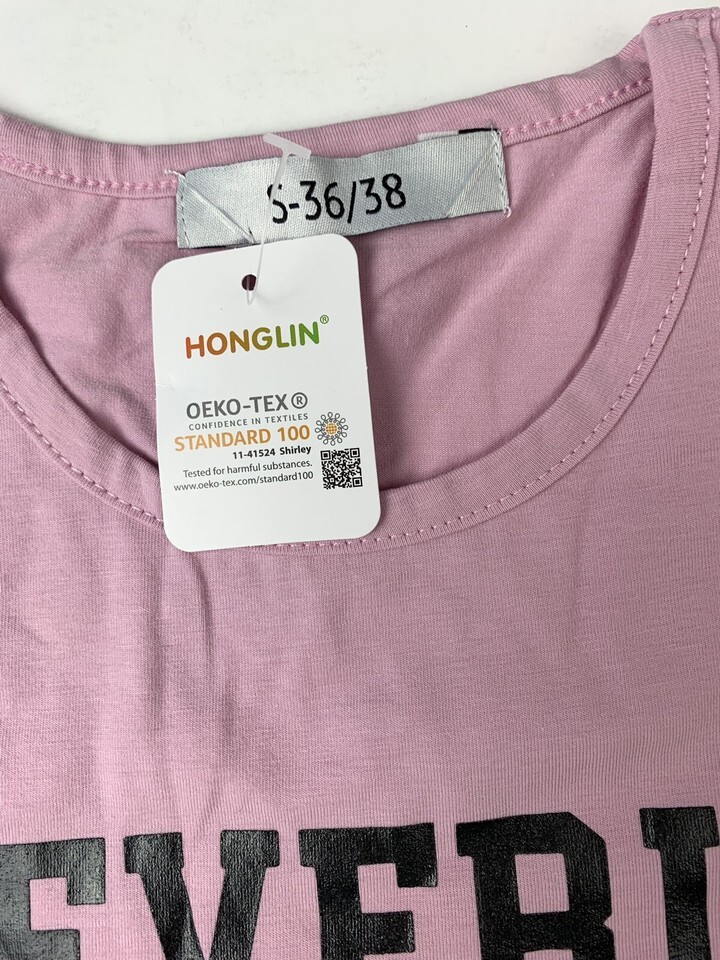 S-36/38
HONGLIN®
OEKO-TEX®
CONFIDENCE IN TEXTILES
STANDARD 100
11-41524 Shirley
Tested for harmful substances.
www.oeko-tex.com/standard100